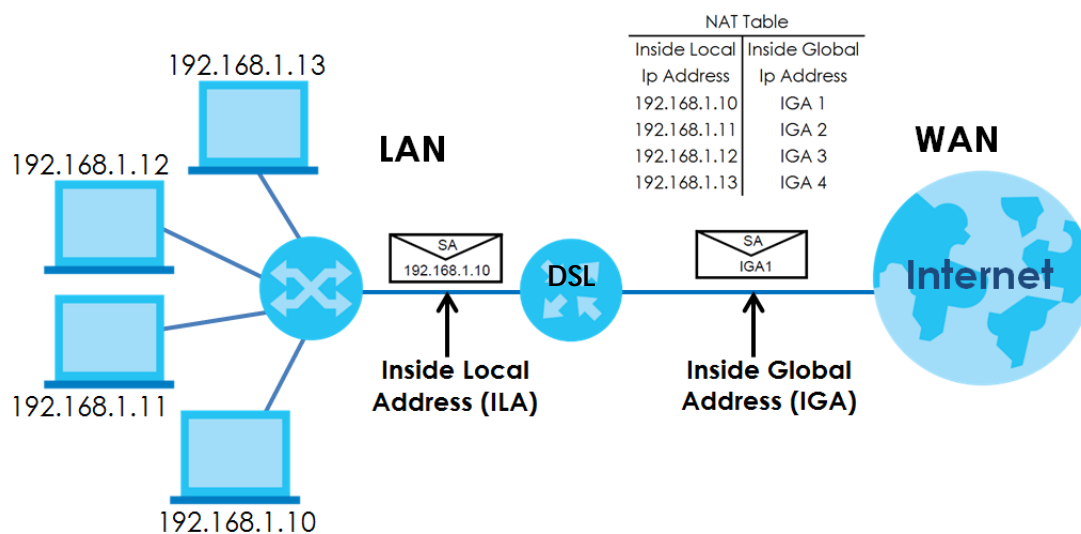 NAT Table
Inside Local Inside Global
Ip Address Ip Address
192.168.1.10 IGA 1
192.168.1.11 IGA 2
192.168.1.12 IGA 3
192.168.1.13 IGA 4
192.168.1.13
LAN
WAN
192.168.1.12
SA
192.168.1.10
DSL
SA
IGA1
Internet
Inside Local
Address (ILA)
Inside Global
Address (IGA)
192.168.1.11
192.168.1.10